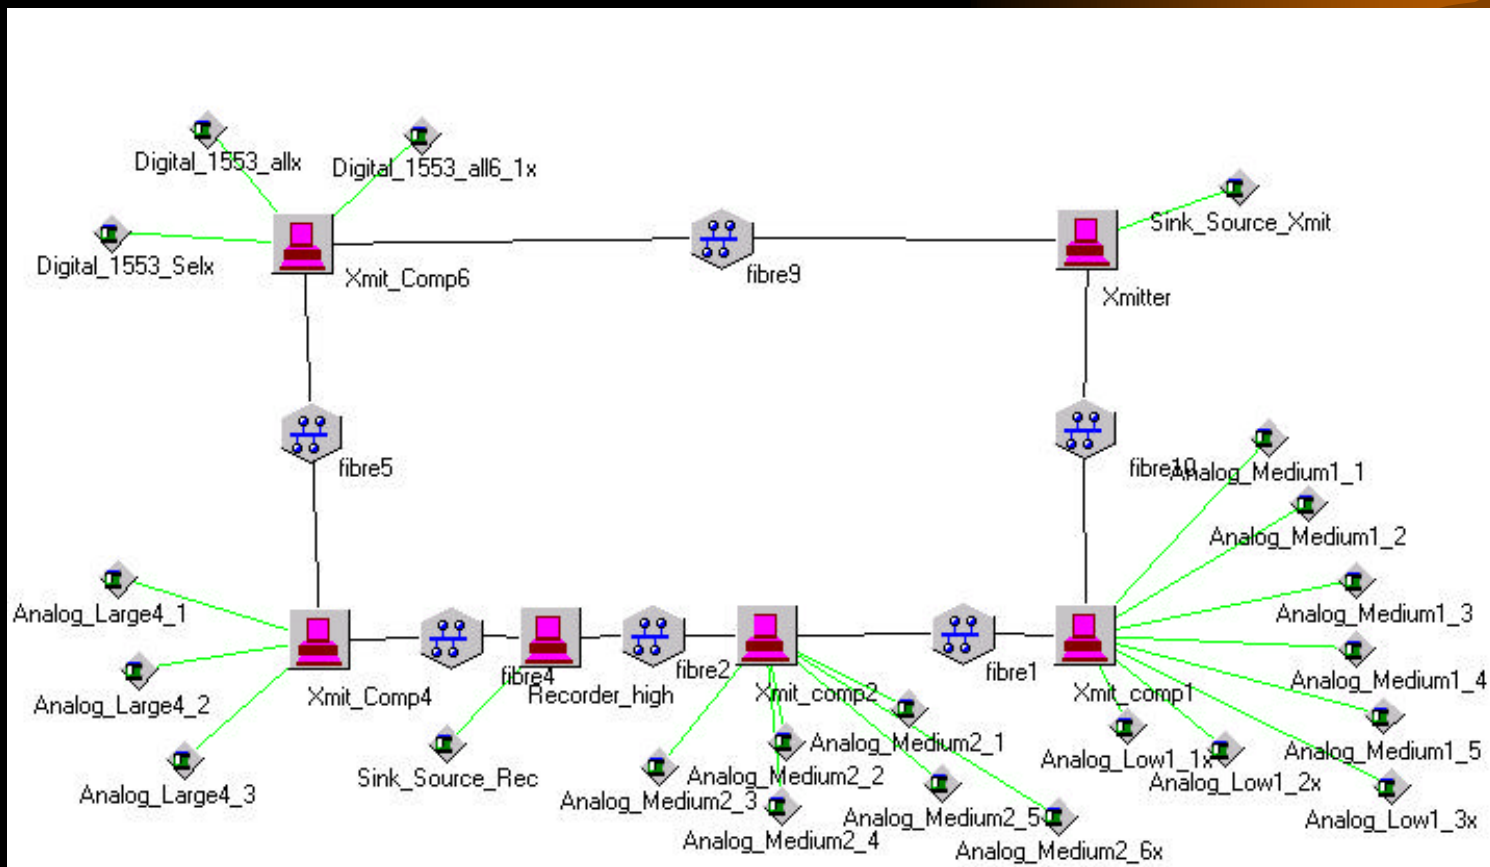 Digital_1553_allx
Digital_1553_all6_1x
Sink_Source_Xmit
Digital_1553_Selx
Xmit_Comp6
fibre9
Xmitter
fibre5
fibre10
Analog_Medium1_1
Analog_Medium1_2
Analog_Large4_1
Analog_Medium1_3
Analog_Large4_2
Xmit_Comp4
fibre4
Recorder_high
fibre2
Xmit_comp2
fibre1
Xmit_comp1
Analog_Medium1_4
Analog_Large4_3
Sink_Source_Rec
Analog_Medium2_1
Analog_Medium2_2
Analog_Medium2_3
Analog_Medium2_4
Analog_Medium2_5
Analog_Medium2_6x
Analog_Low1_1x
Analog_Low1_2x
Analog_Medium1_5
Analog_Low1_3x